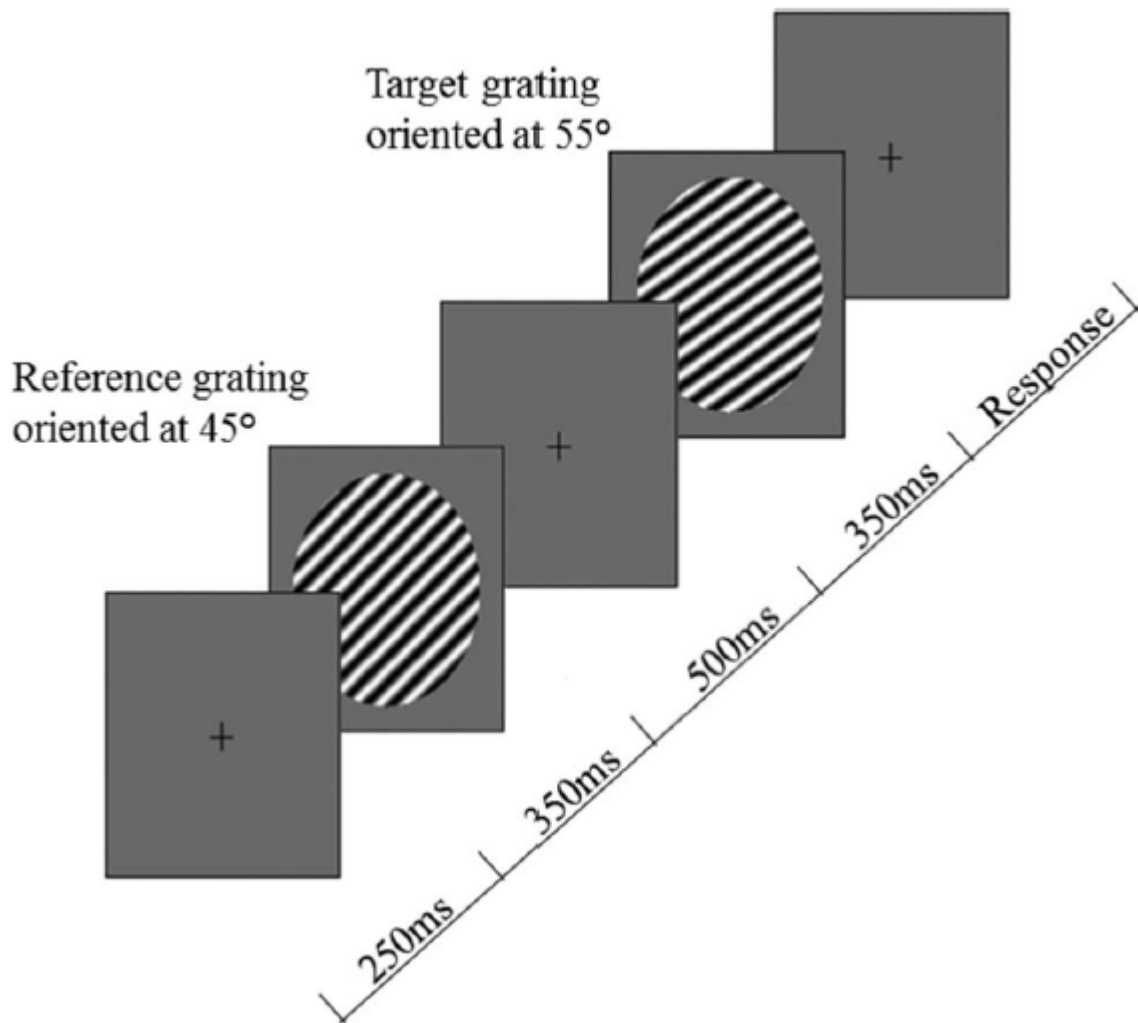 Target grating
oriented at 55°
Reference grating
oriented at 45°
250ms
350ms
500ms
350ms
Response